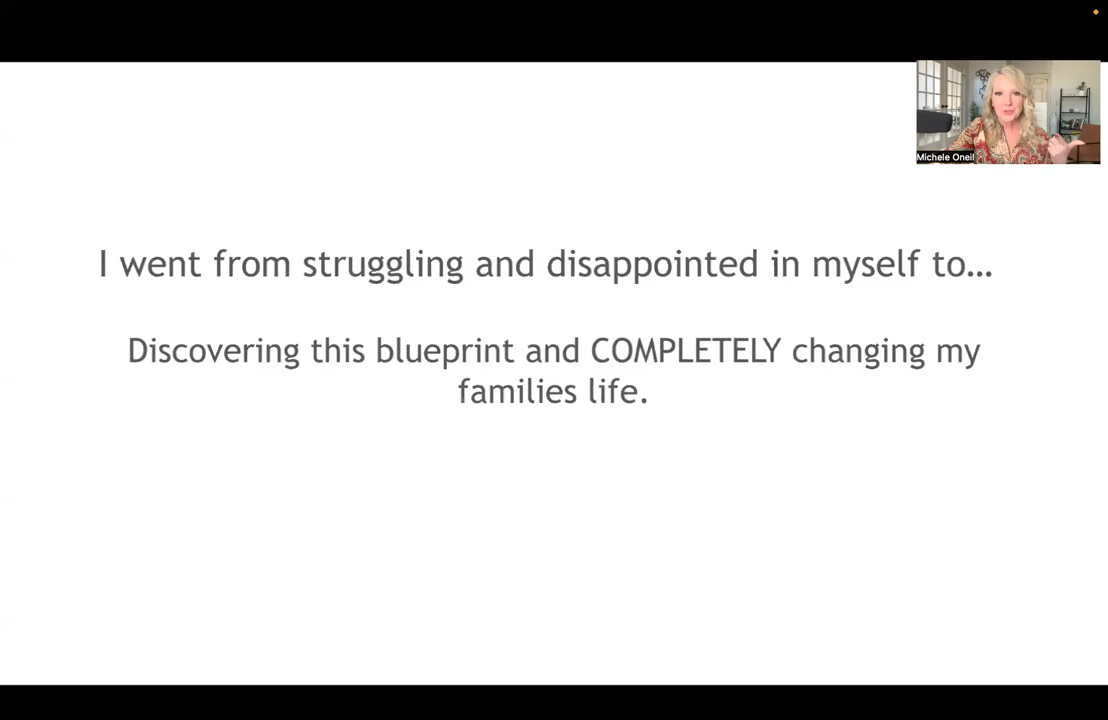 Michele Oneil
I went from struggling and disappointed in myself to…
Discovering this blueprint and COMPLETELY changing my
families life.